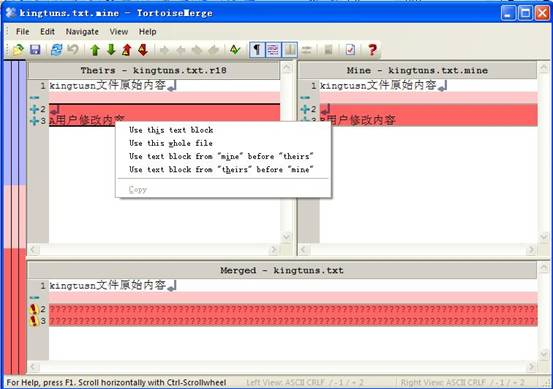 kingtuns.txt.mine - TortoiseMerge
File Edit Navigate View Help
Theirs - kingtuns.txt.r18
Mine - kingtuns.txt.mine
1 kingtusn文件原始内容
1 kingtusn文件原始内容
2
2
3 用户修改内容
3 用户修改内容
Use this text block
Use this whole file
Use text block from "mine" before "theirs"
Use text block from "theirs" before "mine"
Copy
Merged - kingtuns.txt
1 kingtusn文件原始内容
2
3
For Help, press F1. Scroll horizontally with Ctrl-Scrollwheel
Left View: ASCII CRLF / -1 / + 2
Right View: ASCII CRLF / -1 / + 2